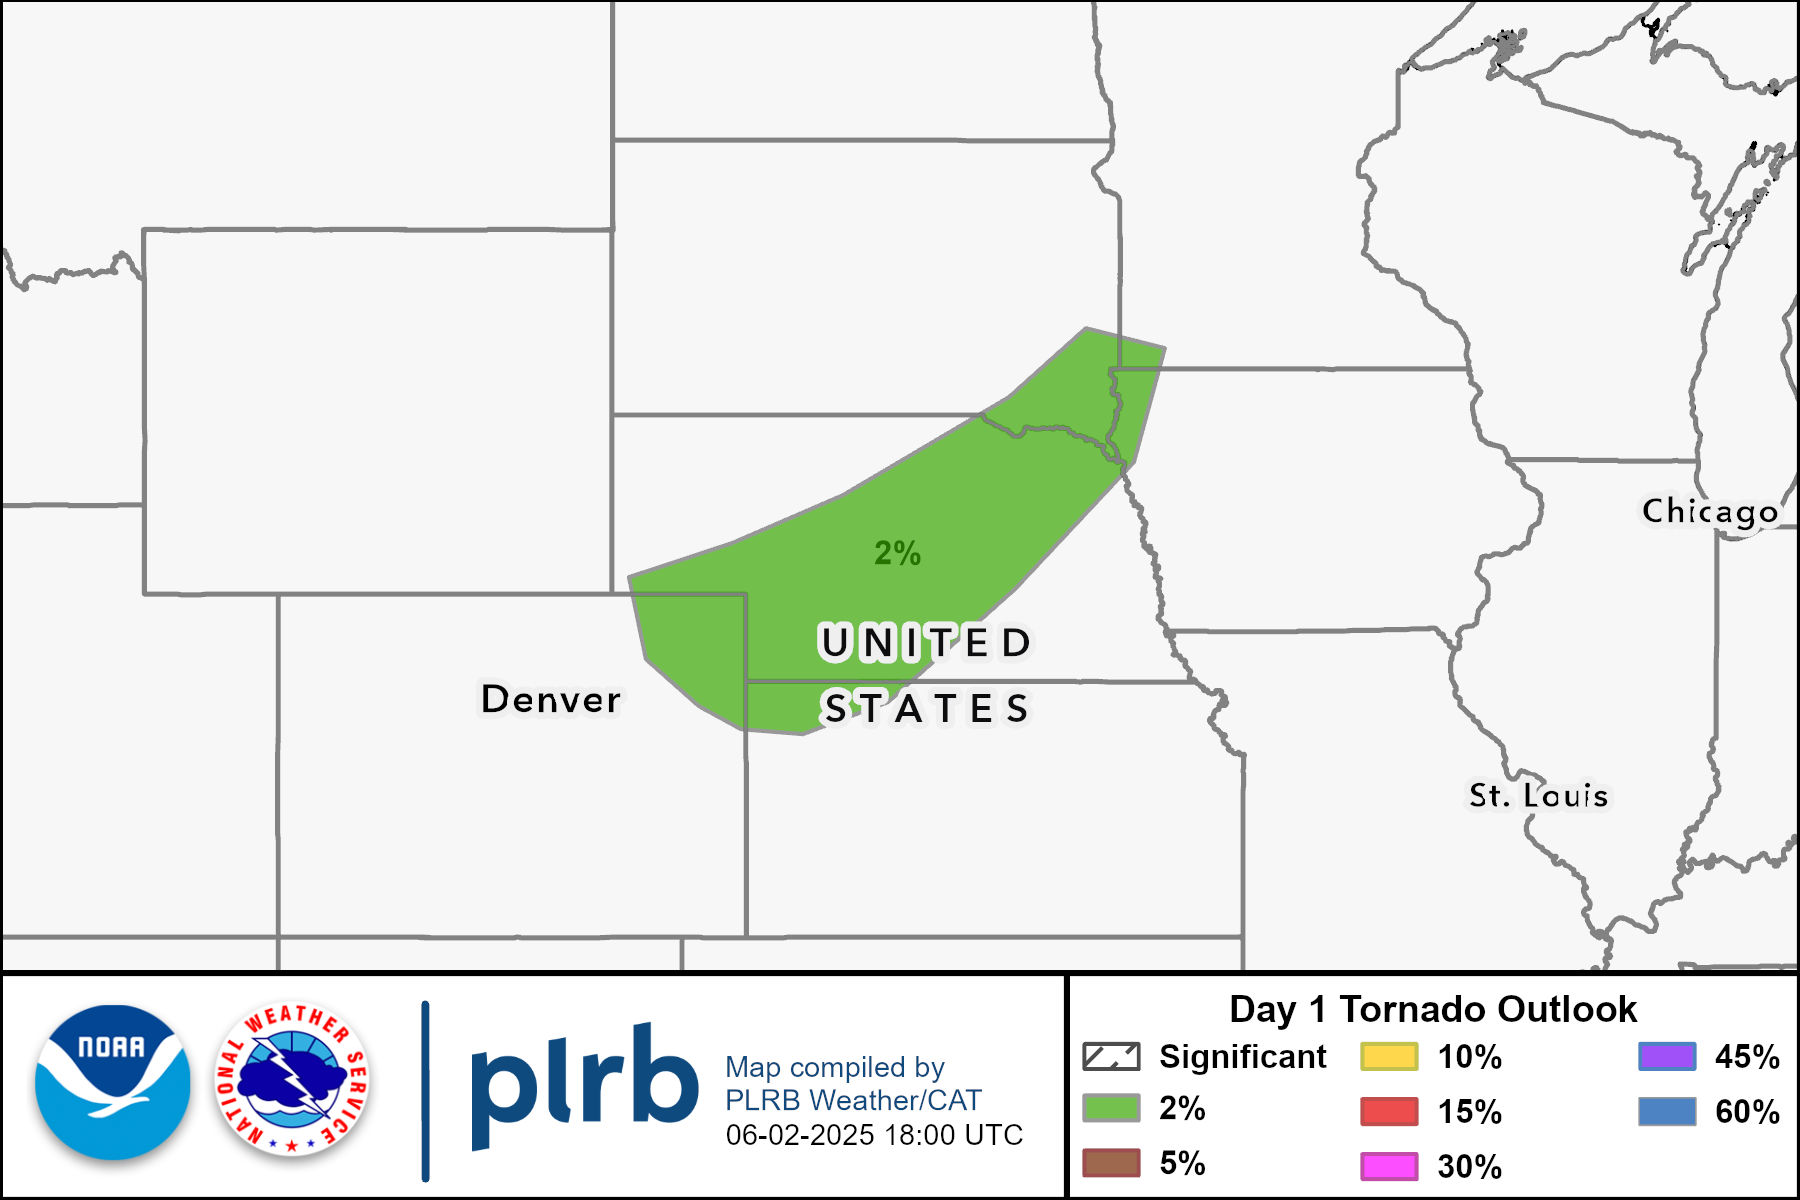 Chicago
2%
UNITED
STATES
Denver
St. Louis
NOAA
NATIONAL WEATHER SERVICE
plrb
Map compiled by
PLRB Weather/CAT
06-02-2025 18:00 UTC
Day 1 Tornado Outlook
Significant
2%
5%
10%
15%
30%
45%
60%